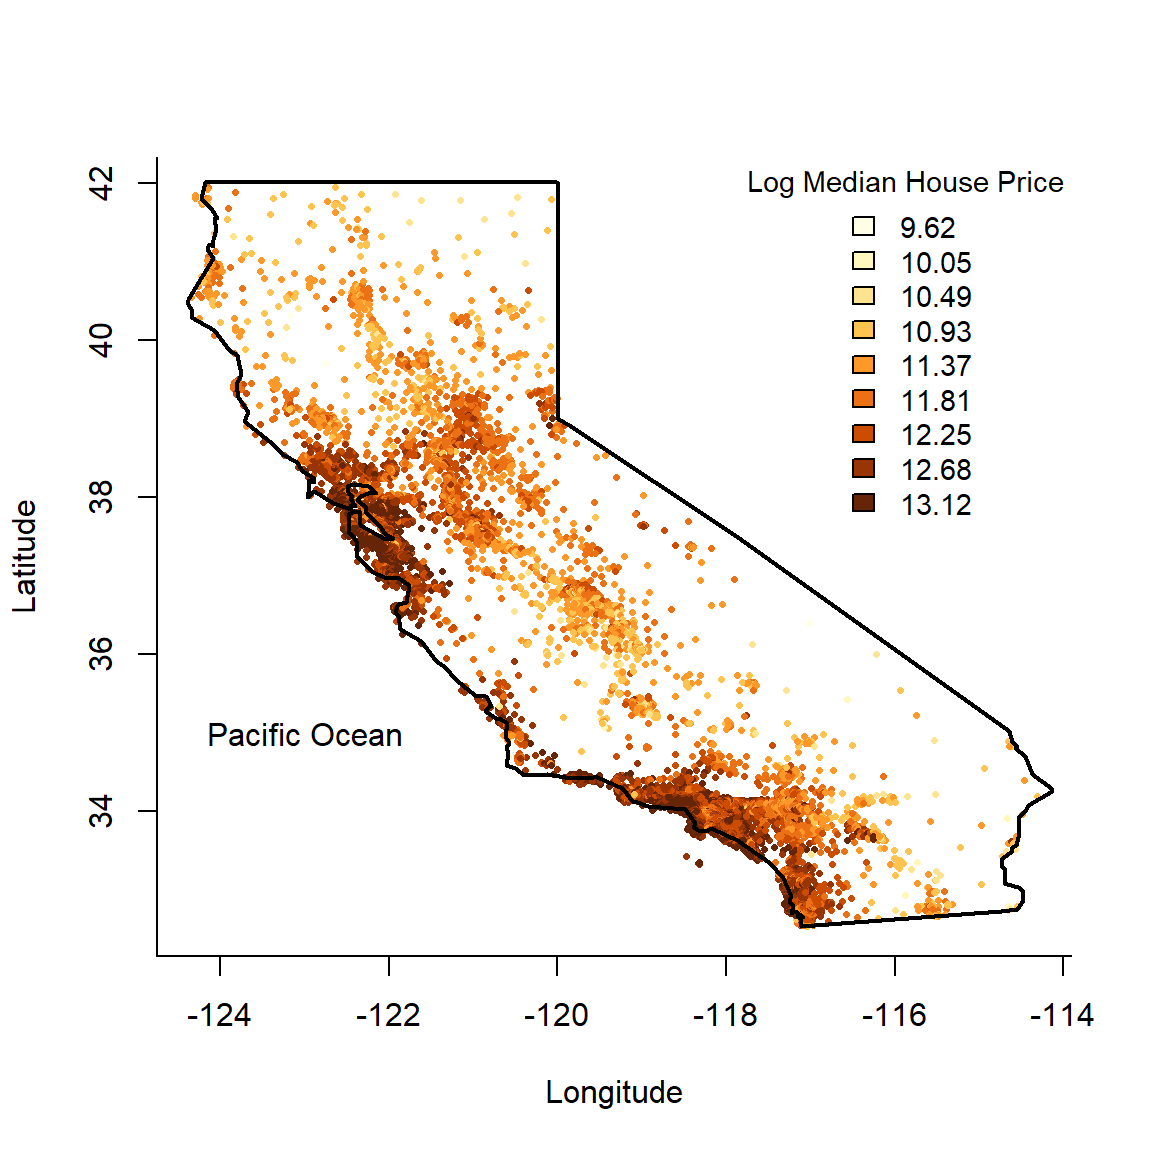 Log Median House Price
9.62
10.05
10.49
10.93
11.37
11.81
12.25
12.68
13.12
42
40
38
36
34
Latitude
Pacific Ocean
-124 -122 -120 -118 -116 -114
Longitude